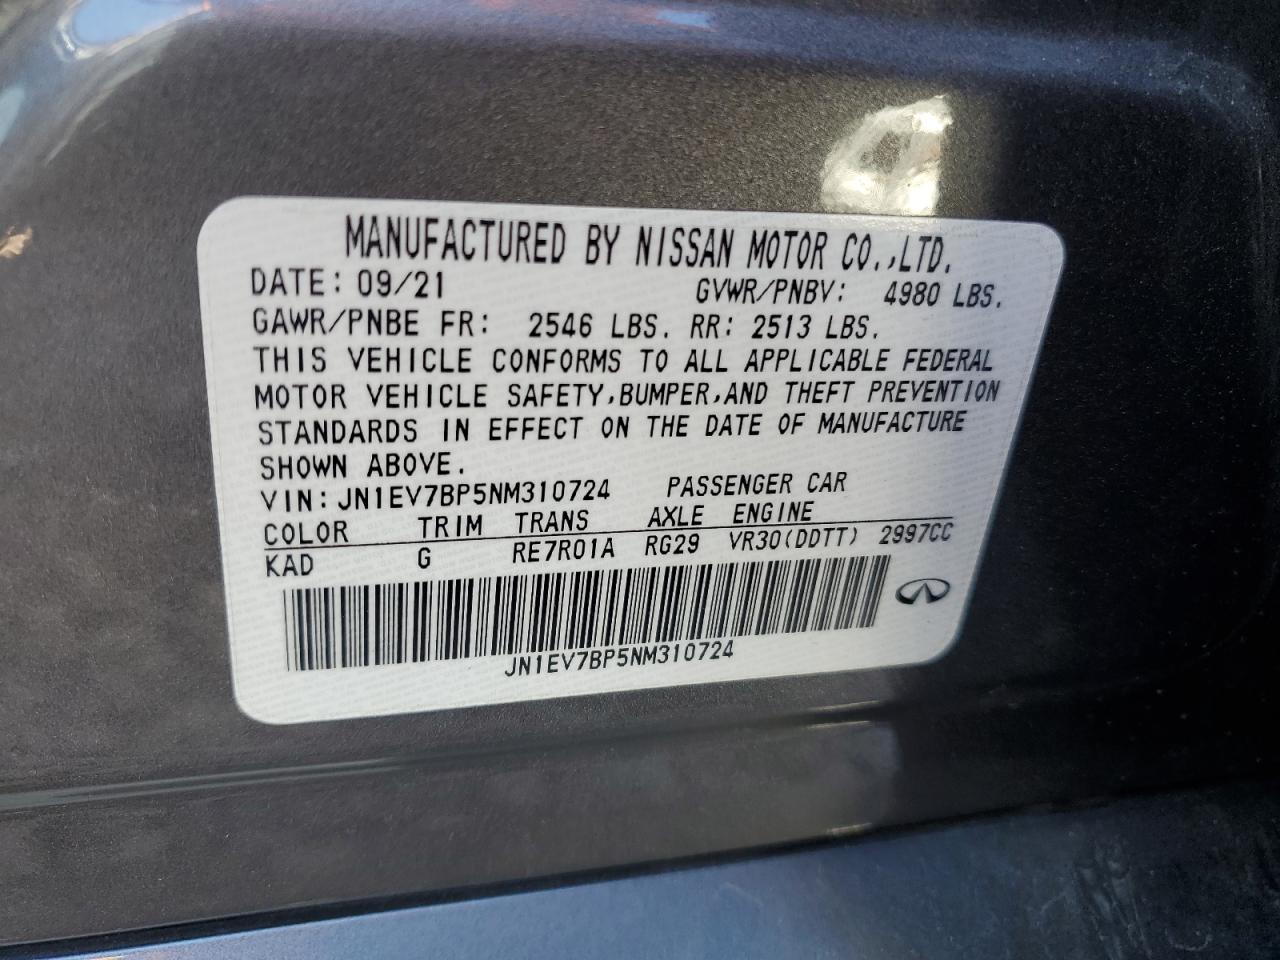 MANUFACTURED BY NISSAN MOTOR CO.,LTD.
DATE: 09/21 GVWR/PNBV: 4980 LBS.
GAWR/PNBE FR: 2546 LBS. RR: 2513 LBS.
THIS VEHICLE CONFORMS TO ALL APPLICABLE FEDERAL
MOTOR VEHICLE SAFETY,BUMPER,AND THEFT PREVENTION
STANDARDS IN EFFECT ON THE DATE OF MANUFACTURE
SHOWN ABOVE.
VIN: JN1EV7BP5NM310724 PASSENGER CAR
COLOR TRIM TRANS AXLE ENGINE
KAD G RE7R01A RG29 VR30(DDTT) 2997CC
JN1EV7BP5NM310724